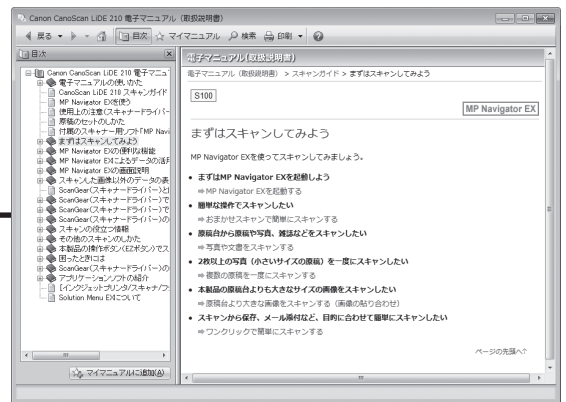 Canon CanoScan LiDE 210 電子マニュアル (取扱説明書)
戻る 目次 マイマニュアル 検索 印刷
目次
Canon CanoScan LiDE 210 電子マニュア
電子マニュアルの使いかた
CanoScan LiDE 210 スキャンガイド
MP Navigator EXを使う
使用上の注意(スキャナードライバー)
原稿のセットのしかた
付属のスキャナー用ソフト「MP Navi
まずはスキャンしてみよう
MP Navigator EXの便利な機能
MP Navigator EXによるデータの活用
MP Navigator EXの画面説明
スキャンした画像以外のデータの表
ScanGear(スキャナードライバー)と
ScanGear(スキャナードライバー)で
ScanGear(スキャナードライバー)で
ScanGear(スキャナードライバー)の
スキャンの役立つ情報
その他のスキャンのしかた
本製品の操作ボタン(EZボタン)でス
困ったときには
ScanGear(スキャナードライバー)の
アプリケーションソフトの紹介
[インクジェットプリンタ/スキャナ/フ
Solution Menu EXについて
マイマニュアルに追加(A)
電子マニュアル(取扱説明書)
電子マニュアル(取扱説明書) > スキャンガイド > まずはスキャンしてみよう
S100
MP Navigator EX
まずはスキャンしてみよう
MP Navigator EXを使ってスキャンしてみましょう。
● まずはMP Navigator EXを起動しよう
⇒MP Navigator EXを起動する
● 簡単な操作でスキャンしたい
⇒おまかせスキャンで簡単にスキャンする
● 原稿台から写真や、雑誌などをスキャンしたい
⇒写真や文書をスキャンする
● 2枚以上の写真(小さいサイズの原稿)を一度にスキャンしたい
⇒複数の原稿を一度にスキャンする
● 本製品の原稿台よりも大きなサイズの画像をスキャンしたい
⇒原稿台より大きな画像をスキャンする(画像の貼り合わせ)
● スキャンから保存、メール添付など、目的に合わせて簡単にスキャンしたい
⇒ワンクリックで簡単にスキャンする
ページの先頭へ↑